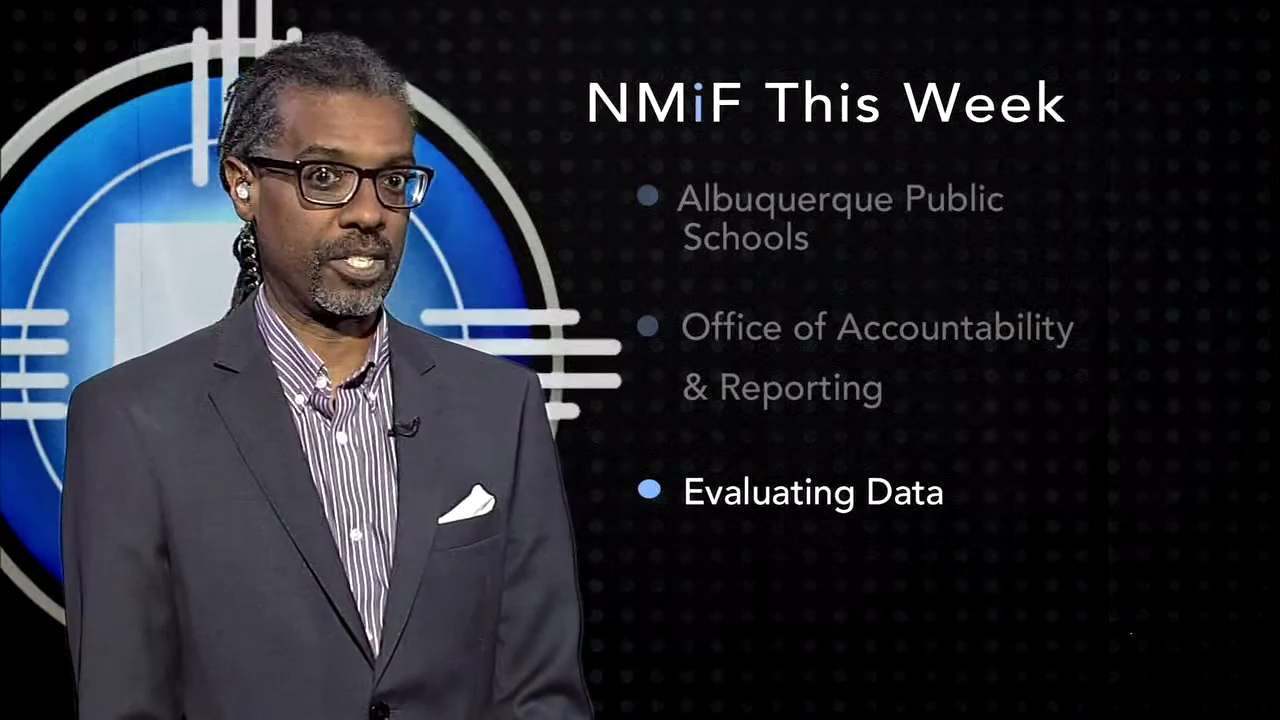 NMiF This Week
Albuquerque Public
Schools
Office of Accountability
& Reporting
Evaluating Data